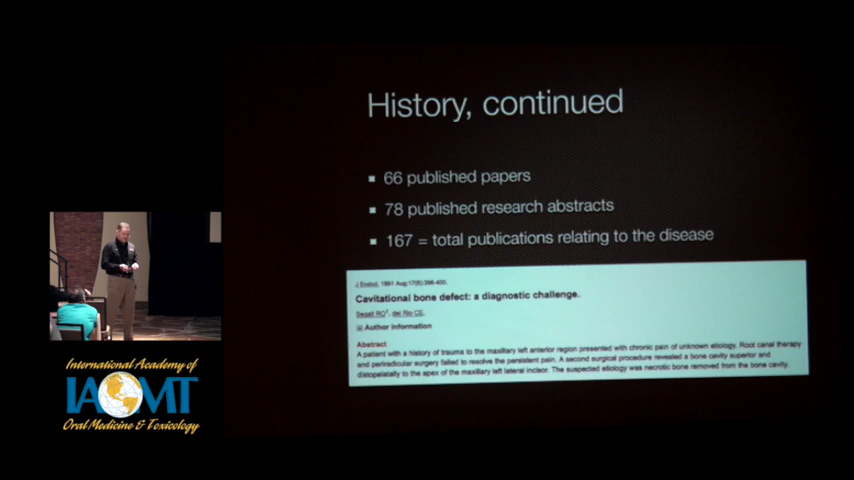 History, continued
66 published papers
78 published research abstracts
167 = total publications relating to the disease
J Endod. 1991 Aug;17(8):396-400.
Cavitational bone defect: a diagnostic challenge.
Segall RO1, del Rio CE.
Author information
Abstract
A patient with a history of trauma to the maxillary left anterior region presented with chronic pain of unknown etiology. Root canal therapy
and periradicular surgery failed to resolve the persistent pain. A second surgical procedure revealed a bone cavity superior and
distopalatally to the apex of the maxillary left lateral incisor. The suspected etiology was necrotic bone removed from the bone cavity.
International Academy of
IAOMT
Oral Medicine & Toxicology